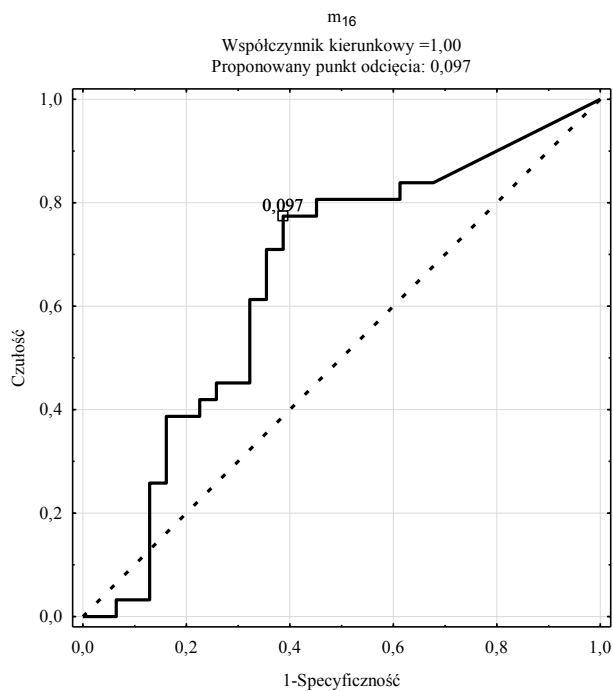 m16
Współczynnik kierunkowy =1,00
Proponowany punkt odcięcia: 0,097
1,0
0,8
0,097
0,6
Czułość
0,4
0,2
0,0
0,0 0,2 0,4 0,6 0,8 1,0
1-Specyficzność